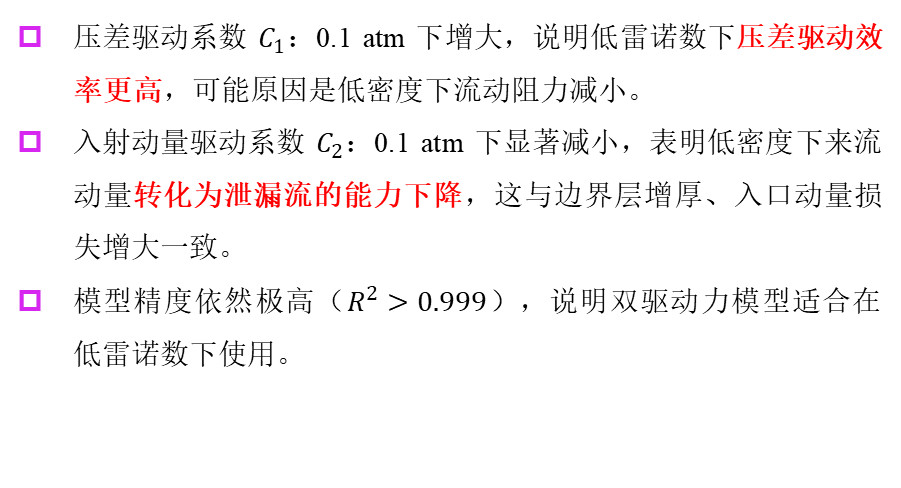 压差驱动系数 C₁：0.1 atm 下增大，说明低雷诺数下压差驱动效
率更高，可能原因是低密度下流动阻力减小。
入射动量驱动系数 C₂：0.1 atm 下显著减小，表明低密度下来流
动量转化为泄漏流的能力下降，这与边界层增厚、入口动量损
失增大一致。
模型精度依然极高（R² > 0.999），说明双驱动力模型适合在
低雷诺数下使用。